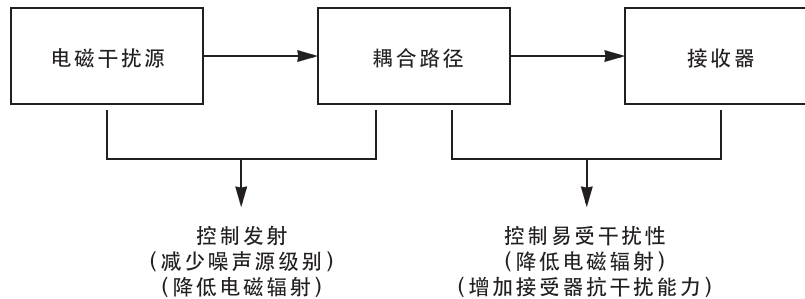 电磁干扰源
耦合路径
接收器
控制发射
(减少噪声源级别)
(降低电磁辐射)
控制易受干扰性
(降低电磁辐射)
(增加接受器抗干扰能力)